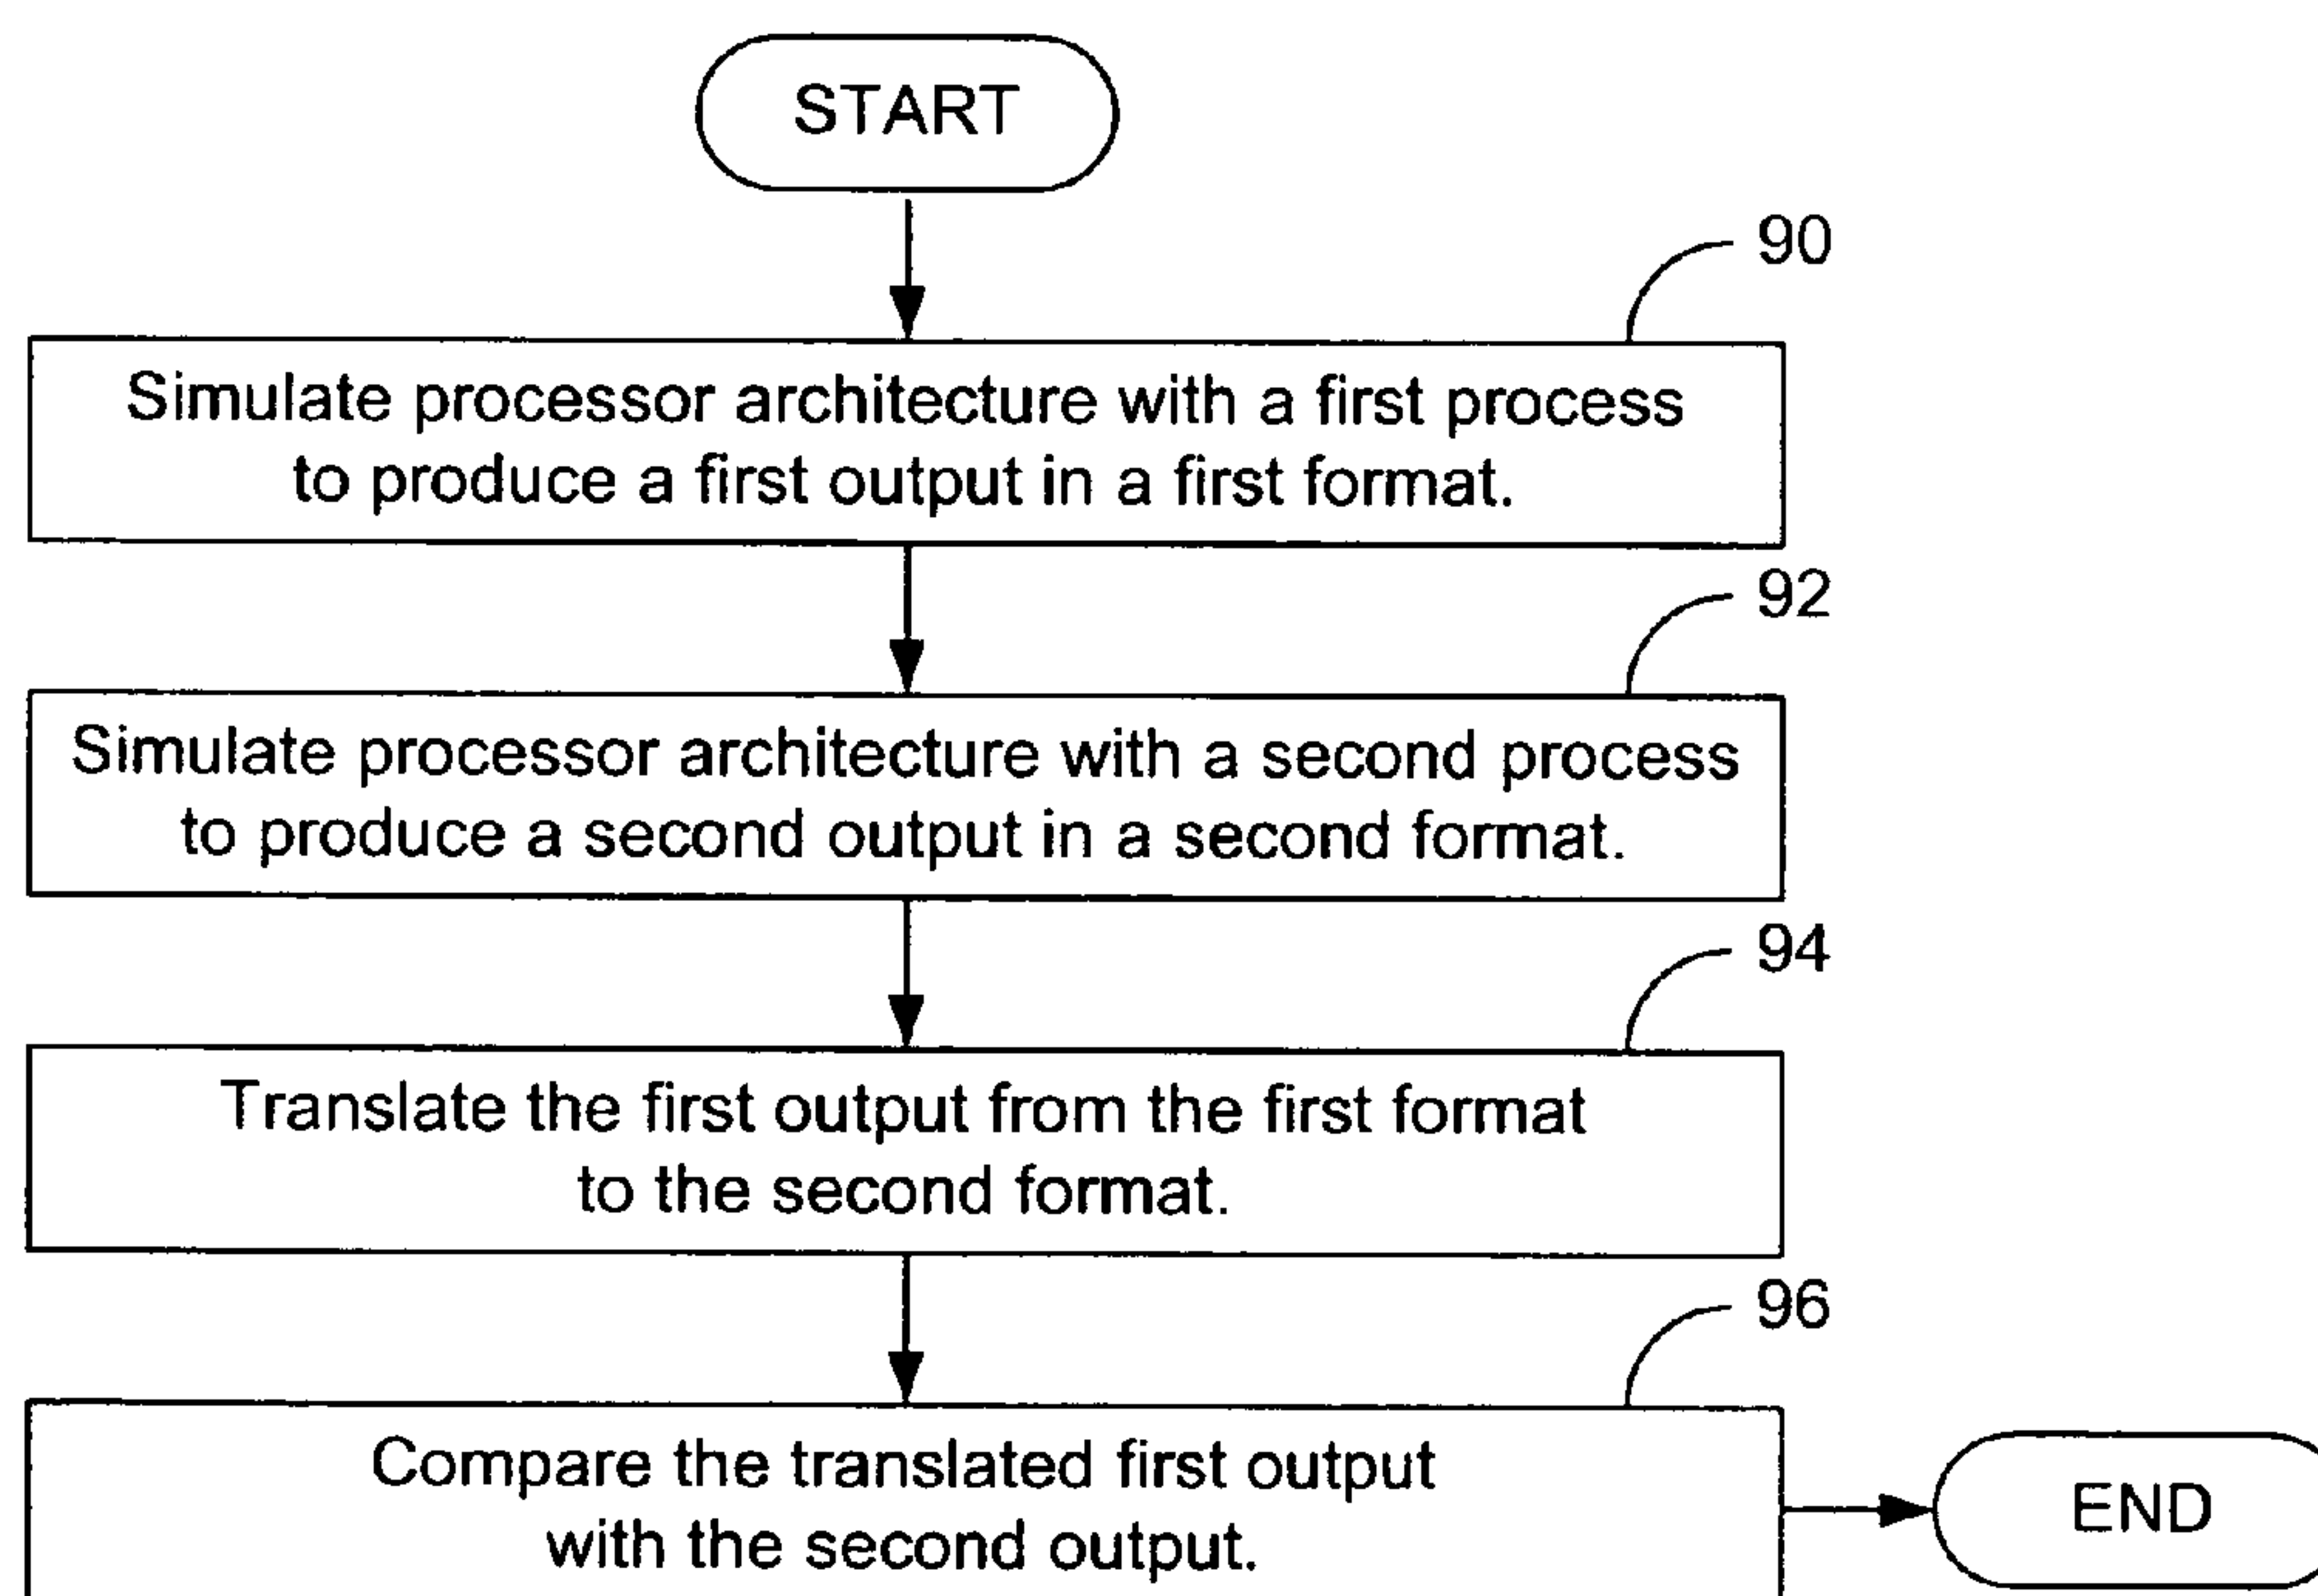 START
90
Simulate processor architecture with a first process
to produce a first output in a first format.
92
Simulate processor architecture with a second process
to produce a second output in a second format.
94
Translate the first output from the first format
to the second format.
96
Compare the translated first output
with the second output.
END